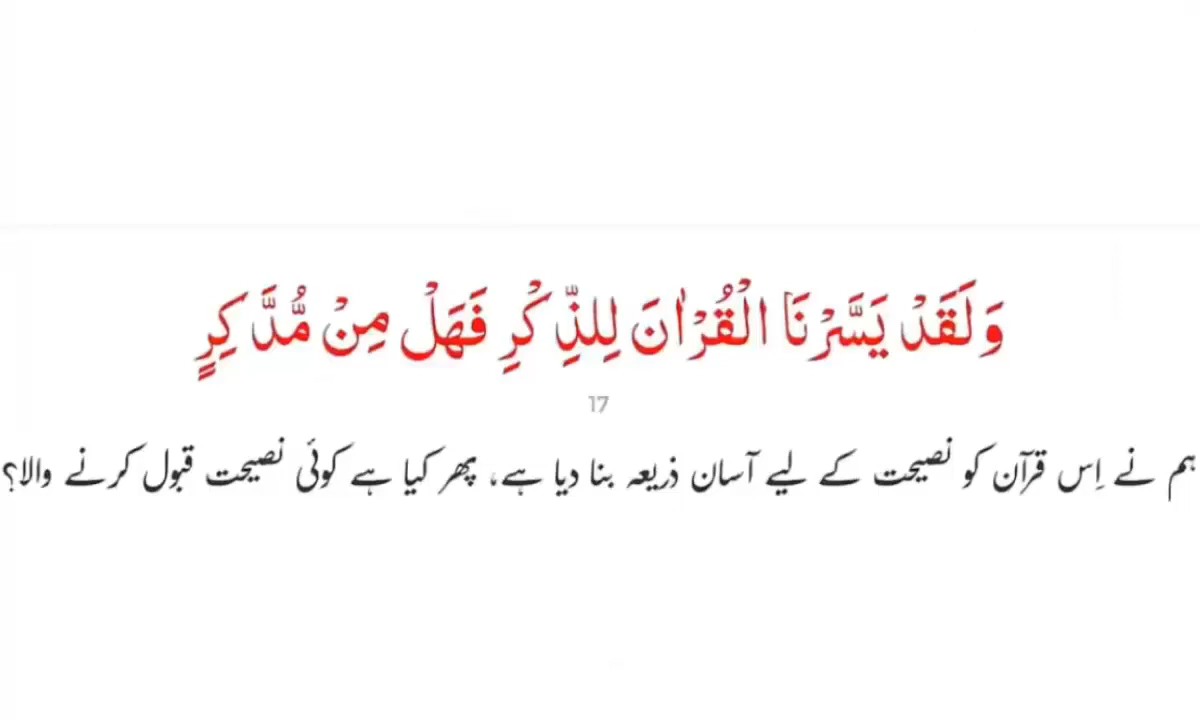 وَلَقَدْ يَسَّرْنَا الْقُرْاٰنَ لِلذِّكْرِ فَهَلْ مِنْ مُّدَّكِرٍ
17
ہم نے اِس قرآن کو نصیحت کے لیے آسان ذریعہ بنا دیا ہے، پھر کیا ہے کوئی نصیحت قبول کرنے والا؟